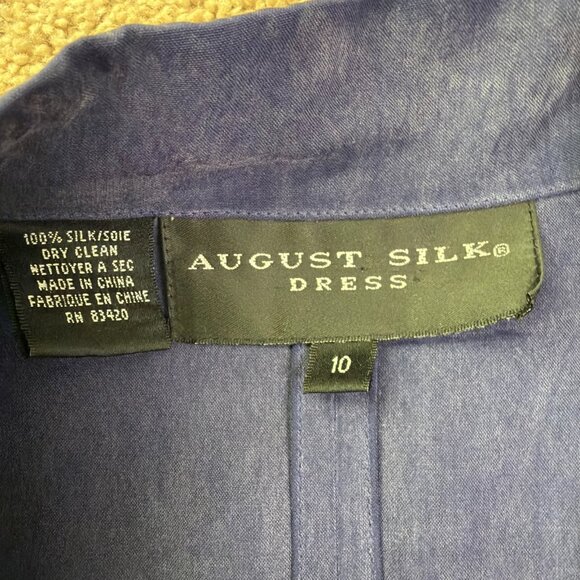 100% SILK/SOIE
DRY CLEAN
NETTOYER A SEC
MADE IN CHINA
FABRIQUE EN CHINE
RN 83420
AUGUST SILK®
DRESS
10